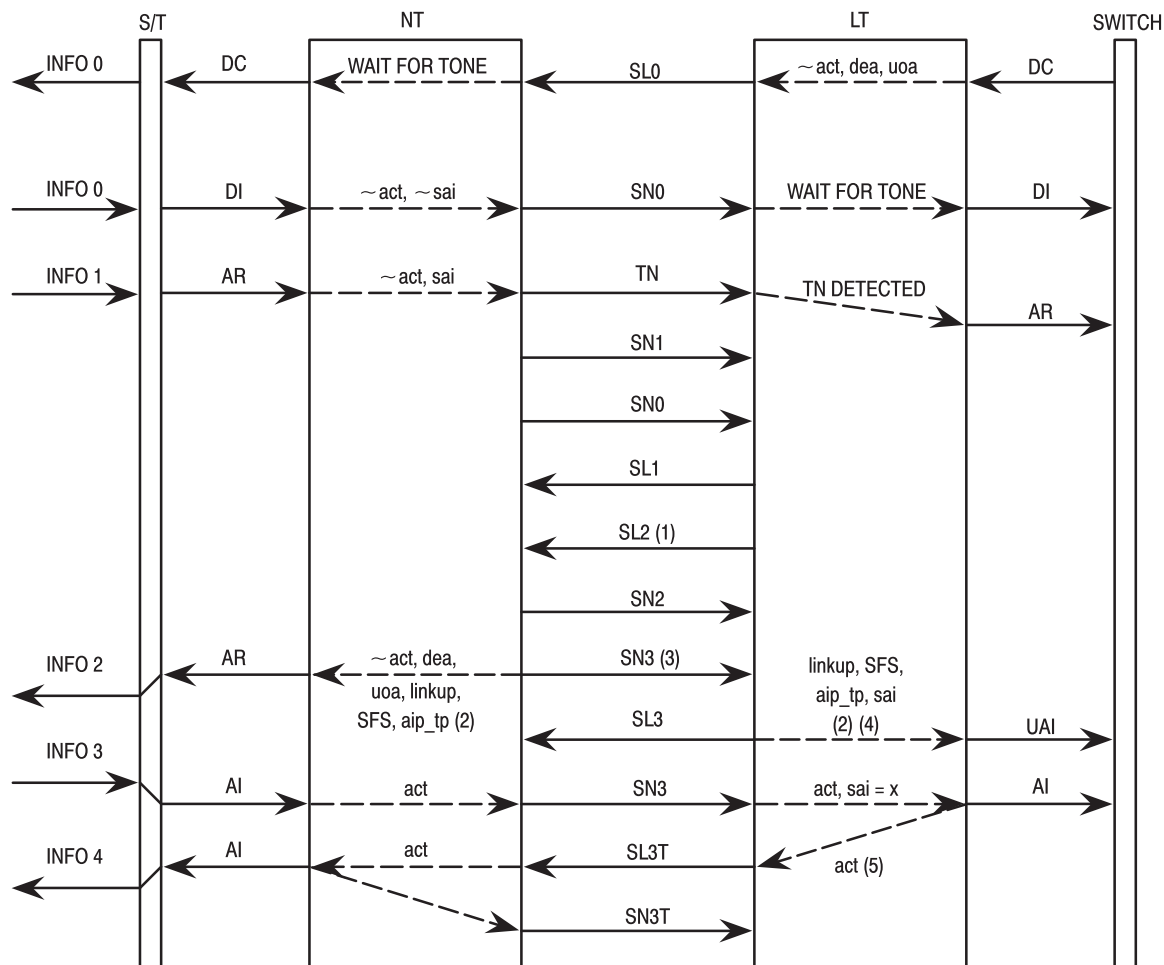 S/T
NT
LT
SWITCH
INFO 0
DC
WAIT FOR TONE
SL0
~act, dea, uoa
DC
INFO 0
DI
~act, ~sai
SN0
WAIT FOR TONE
DI
INFO 1
AR
~act, sai
TN
TN DETECTED
AR
SN1
SN0
SL1
SL2 (1)
SN2
INFO 2
AR
~act, dea,
uoa, linkup,
SFS, aip_tp (2)
SN3 (3)
linkup, SFS,
aip_tp, sai
(2) (4)
SL3
UAI
INFO 3
AI
act
SN3
act, sai = x
AI
INFO 4
AI
act
SL3T
act (5)
SN3T